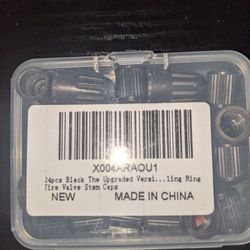 X004ARAOU1
24pcs Black The Upgraded Versi...ling Ring
Tire Valve Stem Caps
NEW MADE IN CHINA